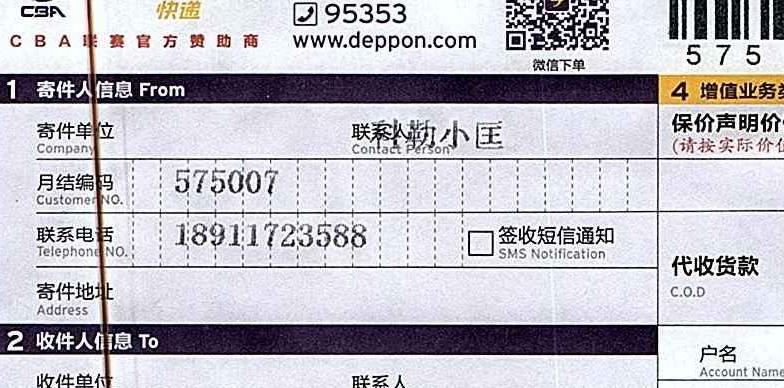 CBA 快递 95353
CBA联赛官方赞助商 www.deppon.com
微信下单
575
1 寄件人信息 From
4 增值业务
寄件单位 联系人 科勒小匡
Company Contact Person
保价声明价
(请按实际价
月结编码 575007
Customer NO.
联系电话 18911723588 签收短信通知
Telephone NO. SMS Notification
代收货款
C.O.D
寄件地址
Address
2 收件人信息 To
户名
Account Name
收件单位 联系人